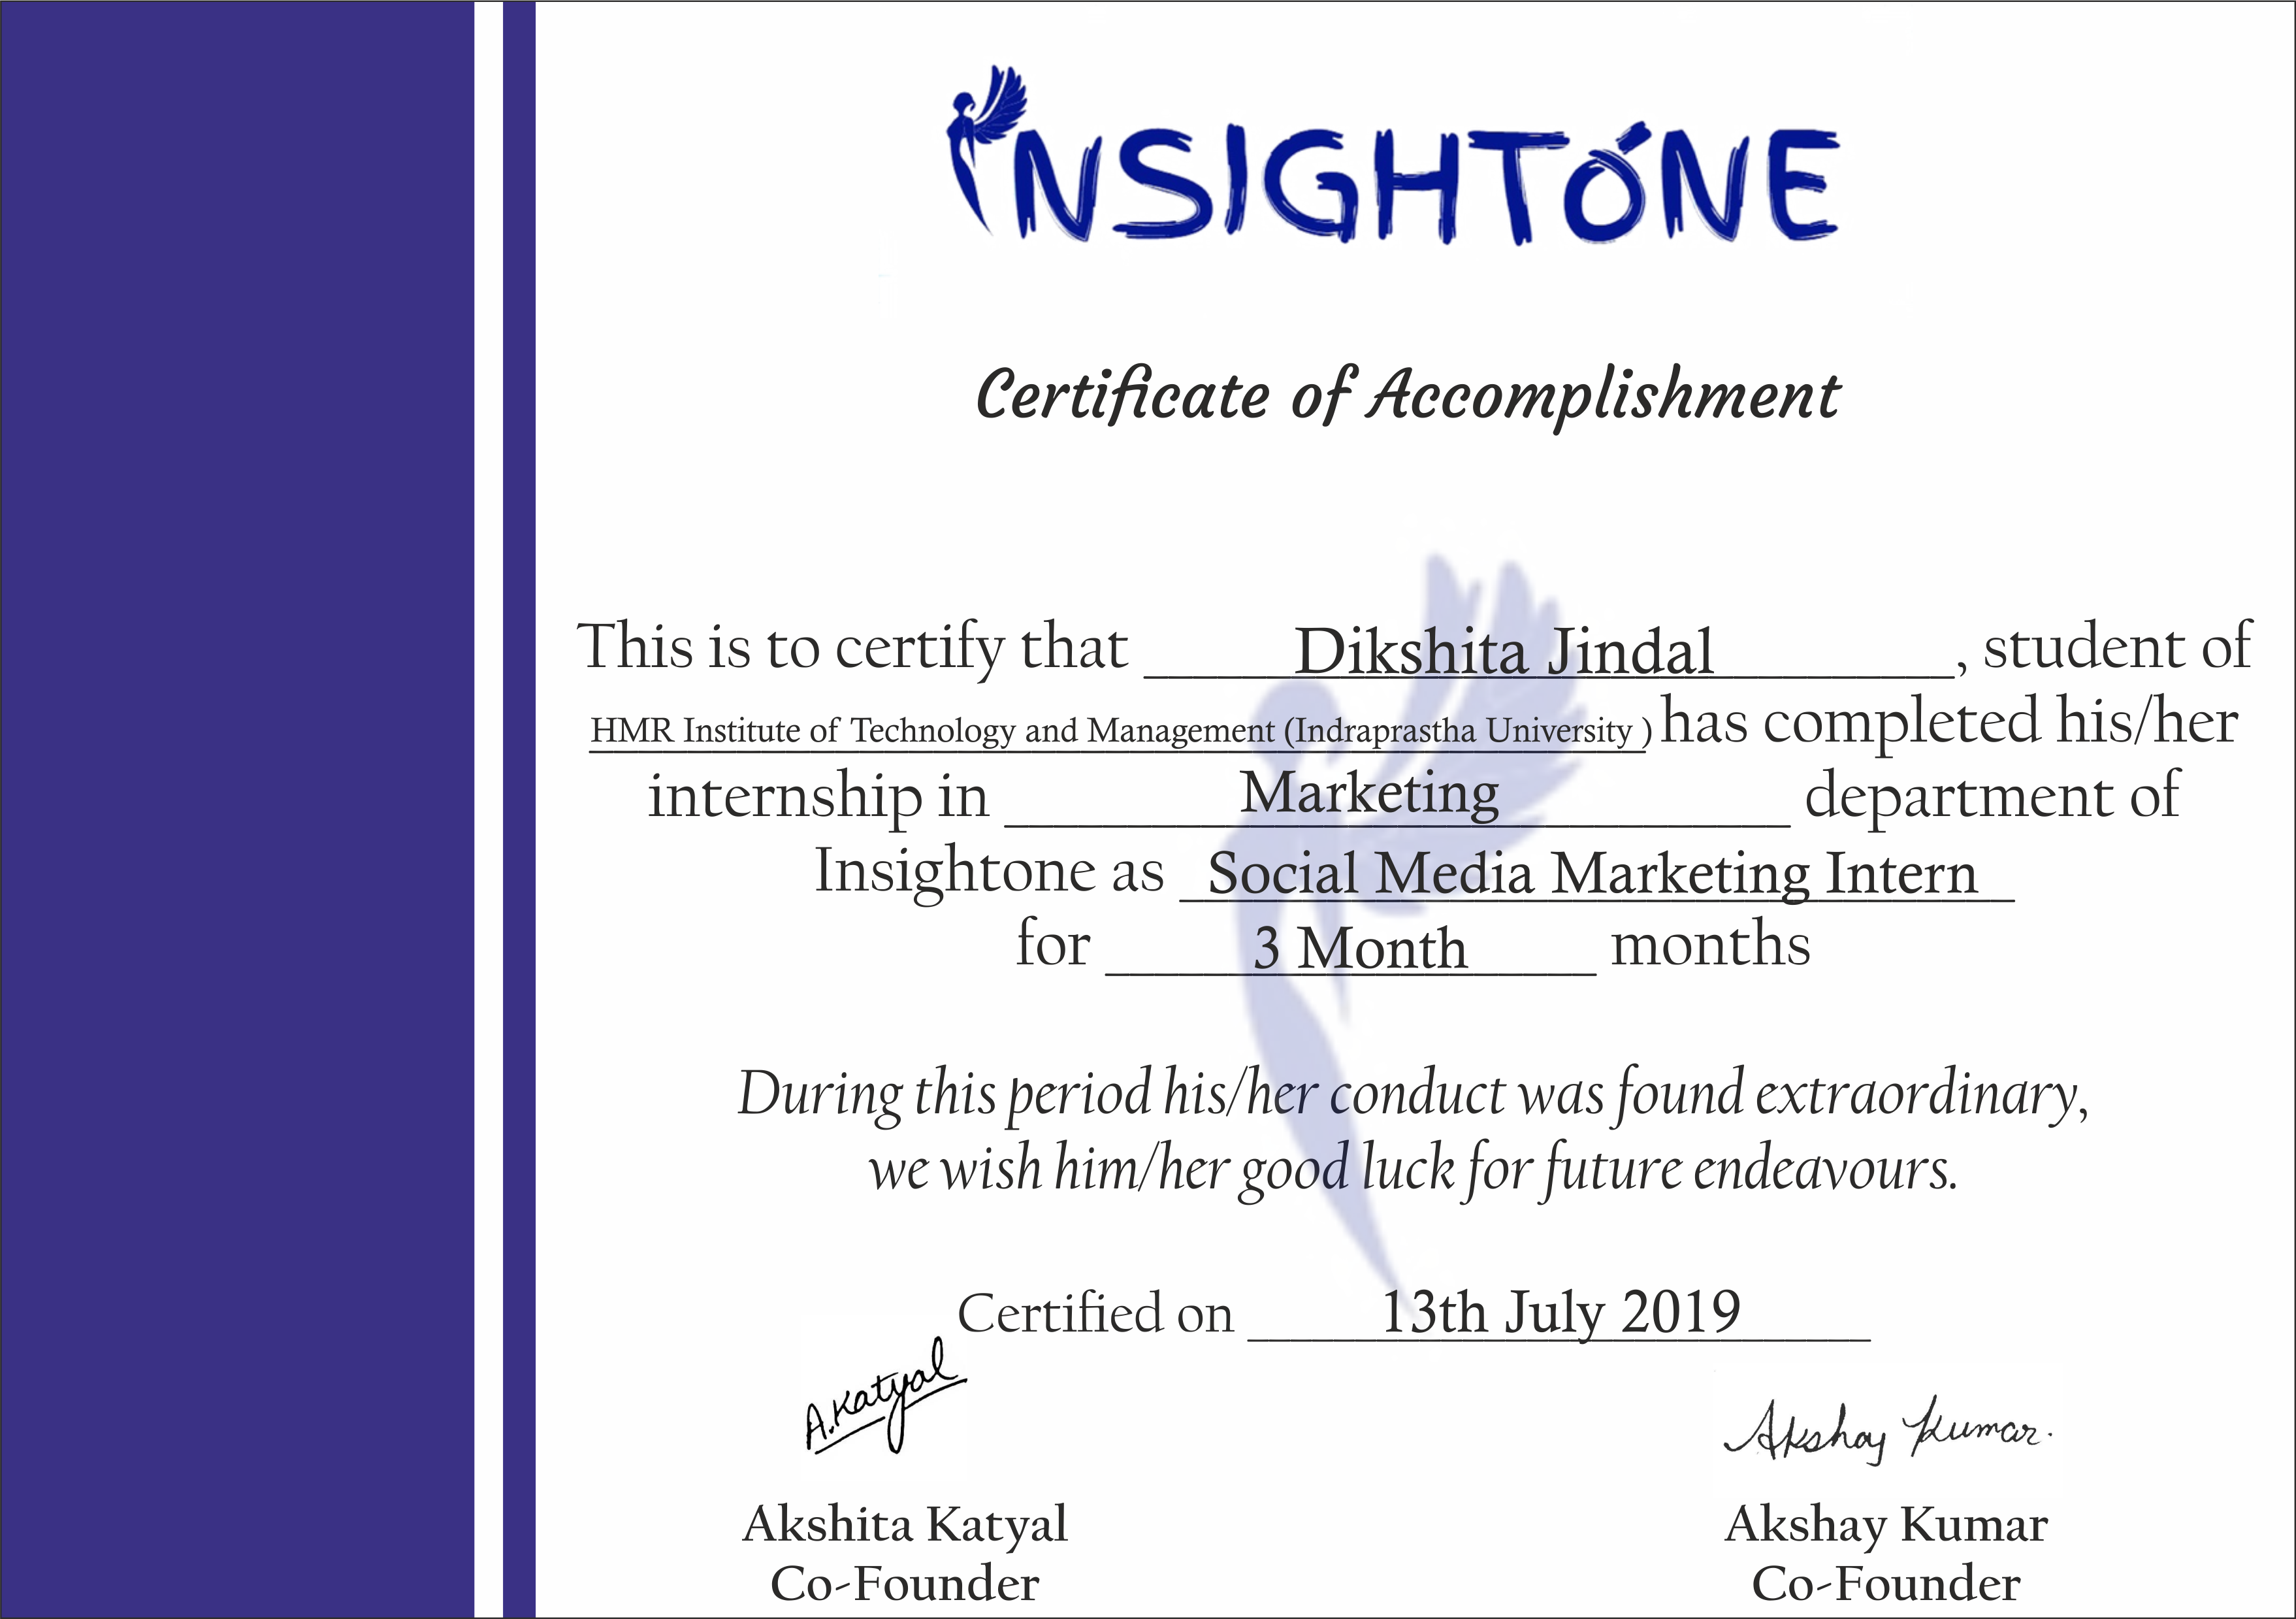 INSIGHTONE
Certificate of Accomplishment
This is to certify that Dikshita Jindal, student of
HMR Institute of Technology and Management (Indraprastha University ) has completed his/her
internship in Marketing department of
Insightone as Social Media Marketing Intern
for 3 Month months
During this period his/her conduct was found extraordinary,
we wish him/her good luck for future endeavours.
Certified on 13th July 2019
A.Katyal Akshay Kumar.
Akshita Katyal Akshay Kumar
Co-Founder Co-Founder